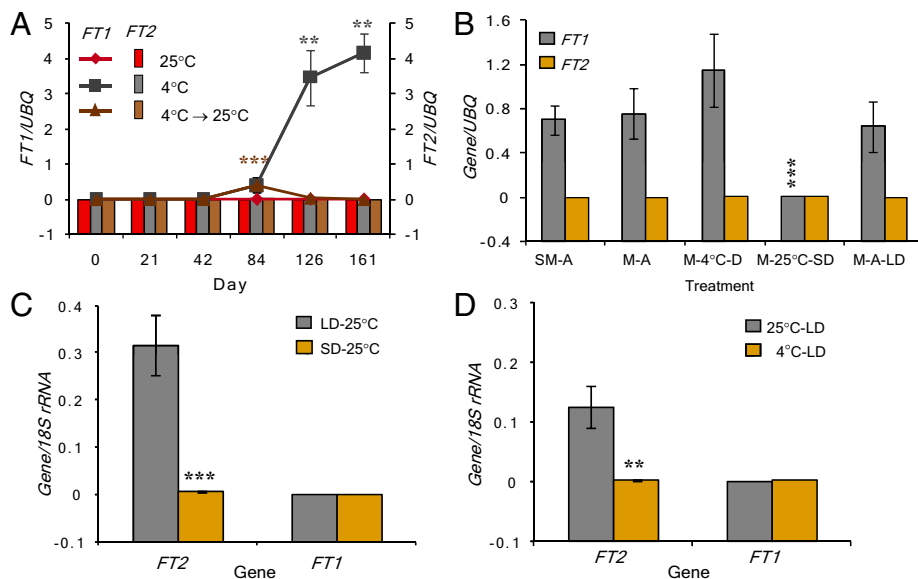 A
FT1 FT2
25°C
4°C
4°C → 25°C
FT1/UBQ
FT2/UBQ
5
4
3
2
1
0
-1
5
4
3
2
1
0
-1
***
**
**
0 21 42 84 126 161
Day
B
FT1
FT2
Gene/UBQ
1.6
1.2
0.8
0.4
0
-0.4
***
SM-A M-A M-4°C-D M-25°C-SD M-A-LD
Treatment
C
LD-25°C
SD-25°C
Gene/18S rRNA
0.4
0.3
0.2
0.1
0
-0.1
***
FT2 FT1
Gene
D
25°C-LD
4°C-LD
Gene/18S rRNA
0.3
0.2
0.1
0
-0.1
**
FT2 FT1
Gene